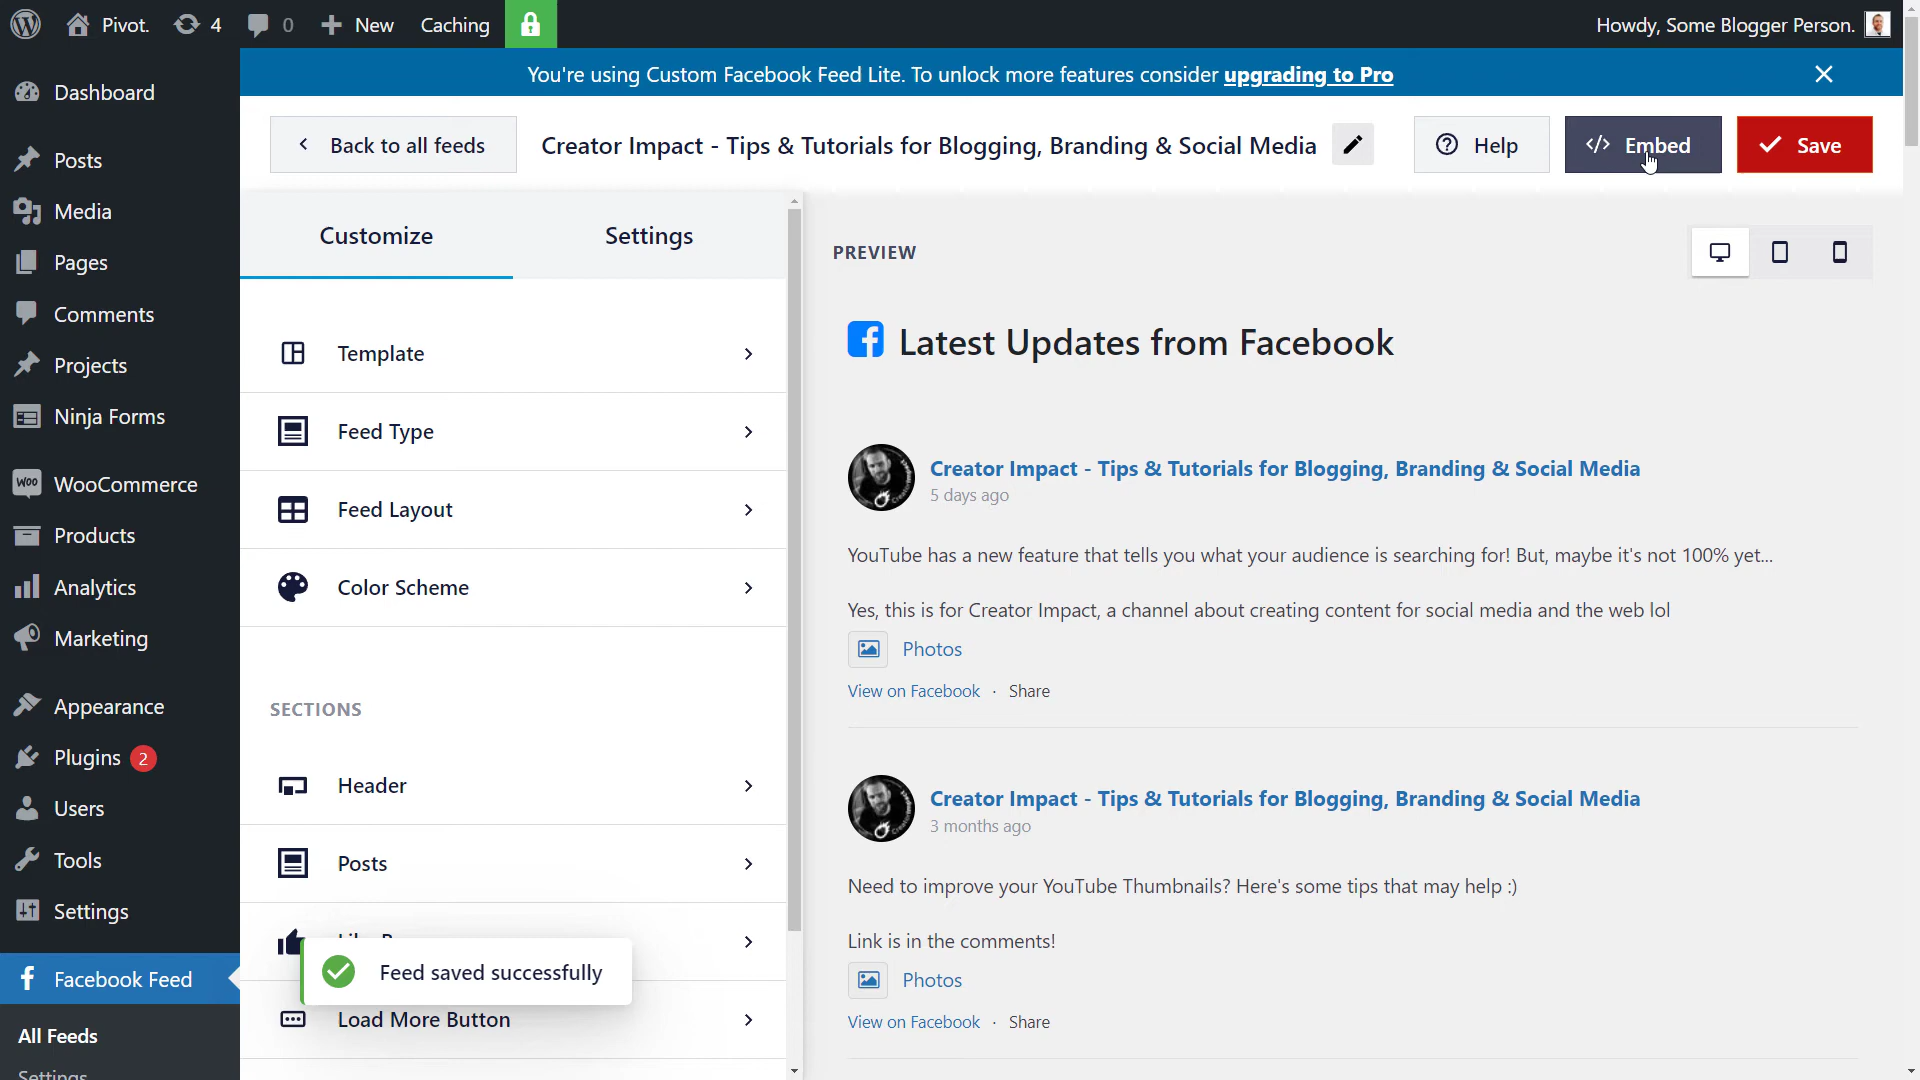 Pivot.
4
0
New
Caching
Howdy, Some Blogger Person.
You're using Custom Facebook Feed Lite. To unlock more features consider upgrading to Pro
Dashboard
Posts
Media
Pages
Comments
Projects
Ninja Forms
WOO WooCommerce
Products
Analytics
Marketing
Appearance
Plugins 2
Users
Tools
Settings
Facebook Feed
All Feeds
Settings
Back to all feeds
Creator Impact - Tips & Tutorials for Blogging, Branding & Social Media
Help
Embed
Save
Customize
Settings
Template
Feed Type
Feed Layout
Color Scheme
SECTIONS
Header
Posts
Feed saved successfully
Load More Button
PREVIEW
Latest Updates from Facebook
Creator Impact - Tips & Tutorials for Blogging, Branding & Social Media
5 days ago
YouTube has a new feature that tells you what your audience is searching for! But, maybe it's not 100% yet...
Yes, this is for Creator Impact, a channel about creating content for social media and the web lol
Photos
View on Facebook · Share
Creator Impact - Tips & Tutorials for Blogging, Branding & Social Media
3 months ago
Need to improve your YouTube Thumbnails? Here's some tips that may help :)
Link is in the comments!
Photos
View on Facebook · Share